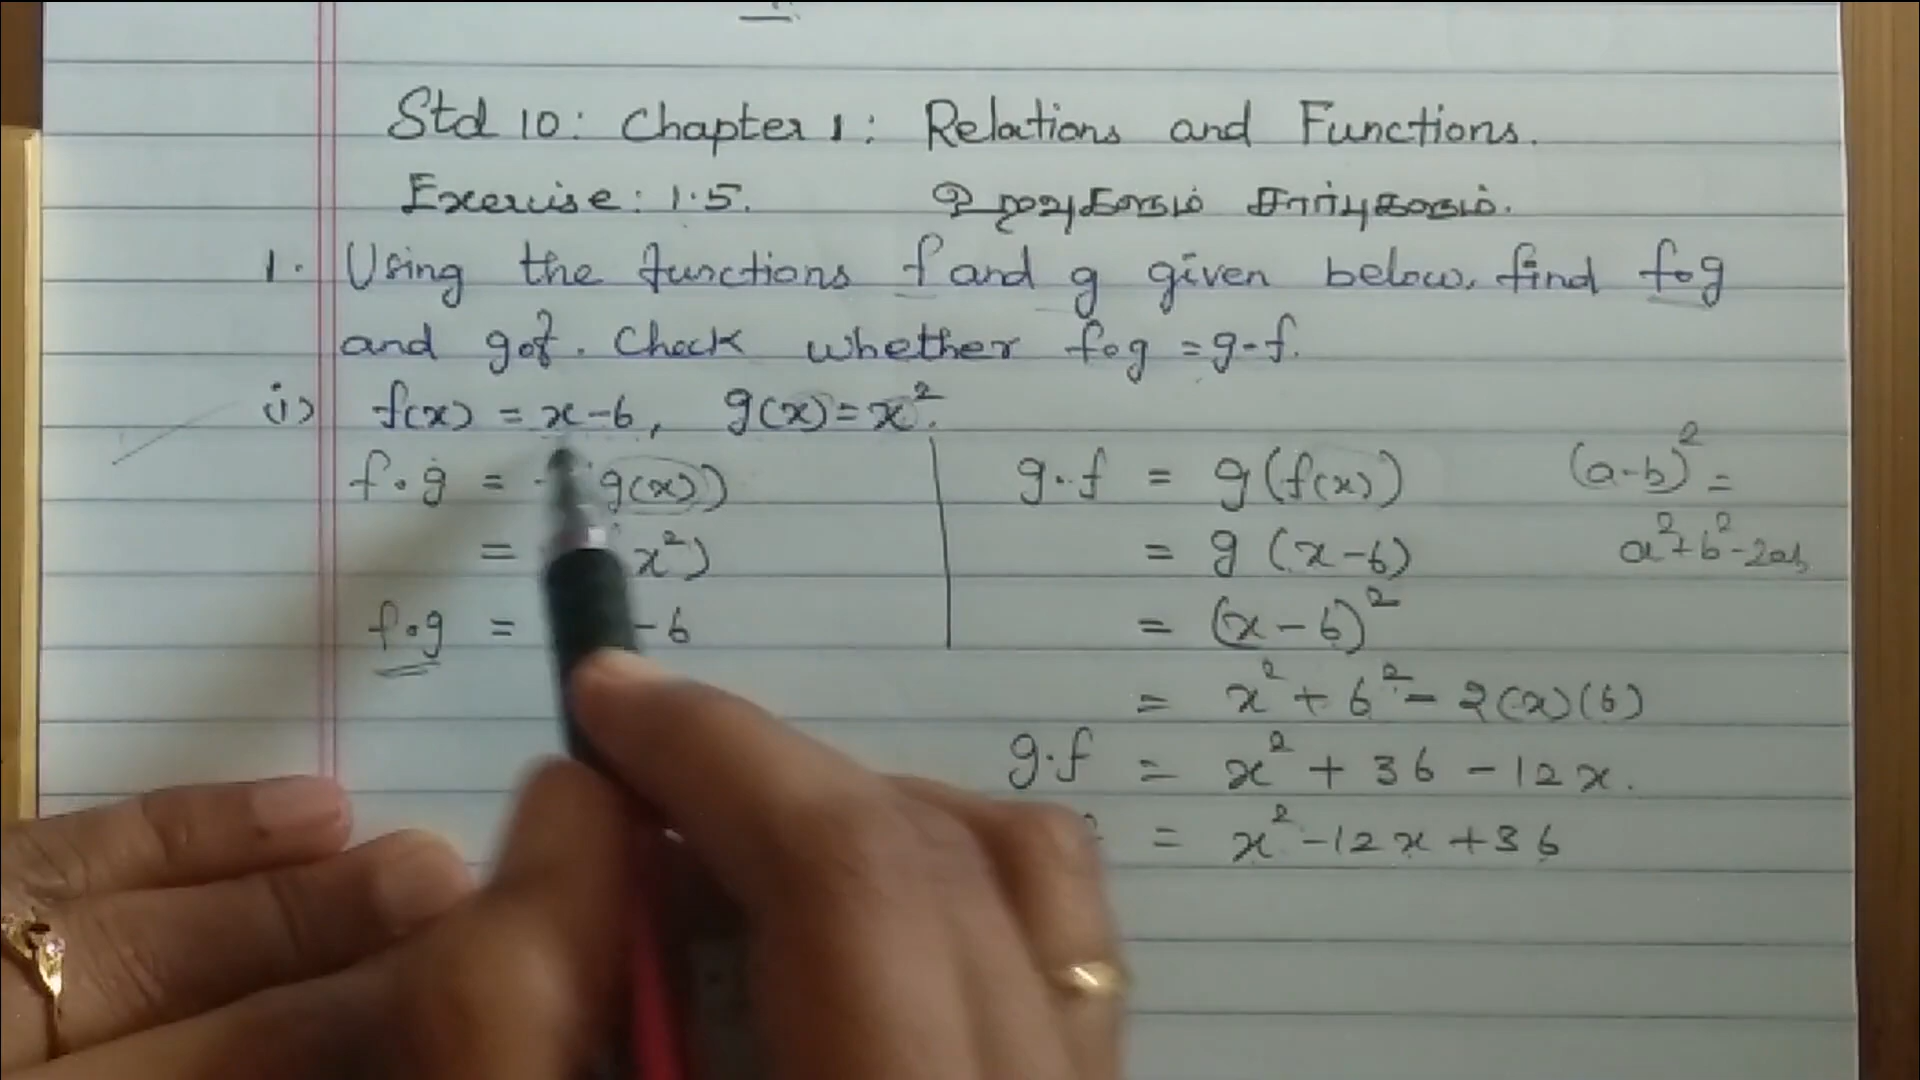 Std 10: Chapter 1: Relations and Functions.
Exercise: 1.5. உறவுகளும் சார்புகளும்.
1. Using the functions f and g given below, find fog
and gof. Check whether fog = g∘f.
(i) f(x) = x-6, g(x) = x².
f∘g = g(x))
= x²)
fog = -6
g∘f = g(f(x))
= g (x-6)
= (x-6)²
= x² + 6² - 2(x)(6)
g∘f = x² + 36 - 12x.
= x² - 12x + 36
(a-b)² =
a²+b²-2ab